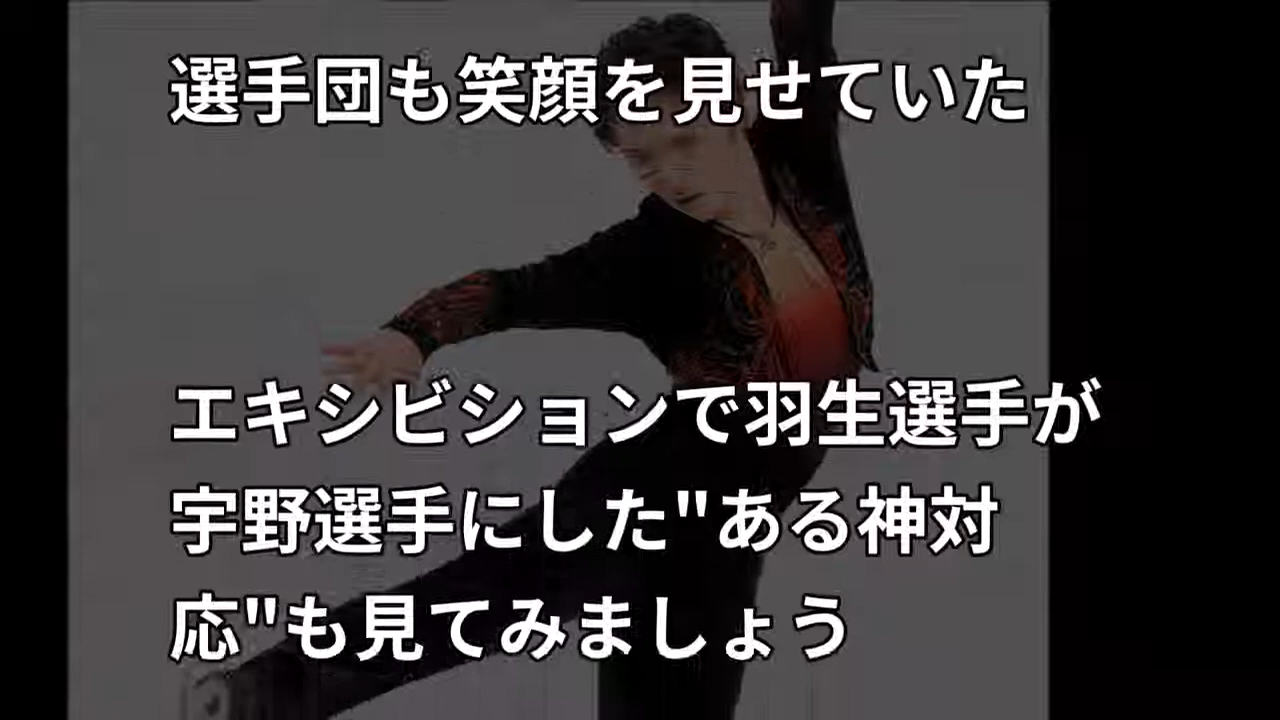 選手団も笑顔を見せていた
エキシビションで羽生選手が
宇野選手にした"ある神対
応"も見てみましょう